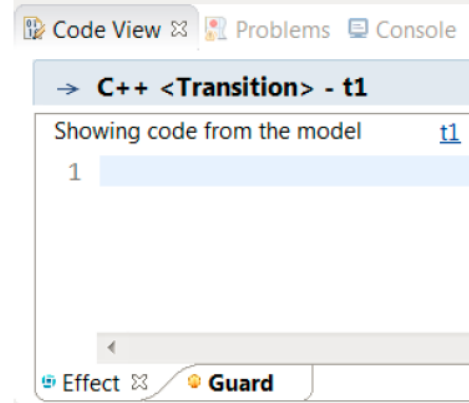 Code View Problems Console
→ C++ <Transition> - t1
Showing code from the model t1
1
Effect Guard